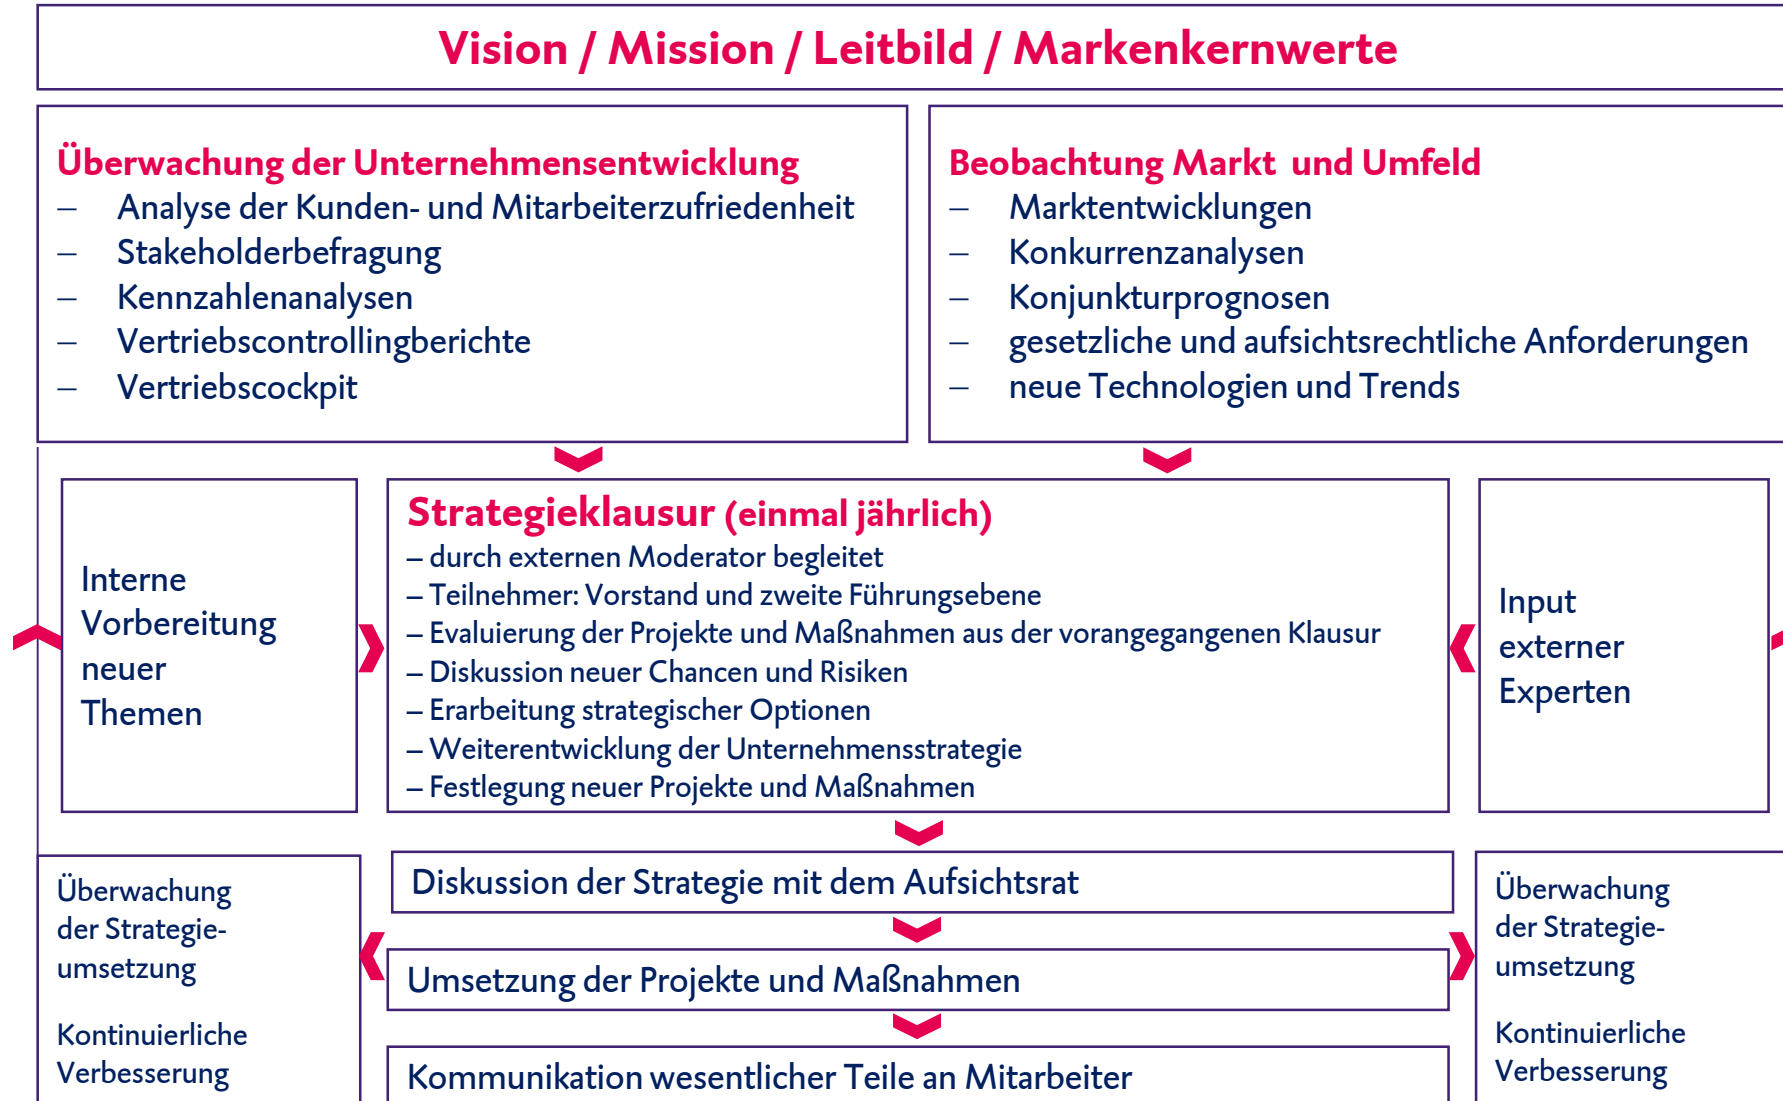 Vision / Mission / Leitbild / Markenkernwerte
Überwachung der Unternehmensentwicklung
– Analyse der Kunden- und Mitarbeiterzufriedenheit
– Stakeholderbefragung
– Kennzahlenanalysen
– Vertriebscontrollingberichte
– Vertriebscockpit
Beobachtung Markt und Umfeld
– Marktentwicklungen
– Konkurrenzanalysen
– Konjunkturprognosen
– gesetzliche und aufsichtsrechtliche Anforderungen
– neue Technologien und Trends
Interne
Vorbereitung
neuer
Themen
Strategieklausur (einmal jährlich)
– durch externen Moderator begleitet
– Teilnehmer: Vorstand und zweite Führungsebene
– Evaluierung der Projekte und Maßnahmen aus der vorangegangenen Klausur
– Diskussion neuer Chancen und Risiken
– Erarbeitung strategischer Optionen
– Weiterentwicklung der Unternehmensstrategie
– Festlegung neuer Projekte und Maßnahmen
Input
externer
Experten
Überwachung
der Strategie-
umsetzung
Kontinuierliche
Verbesserung
Diskussion der Strategie mit dem Aufsichtsrat
Umsetzung der Projekte und Maßnahmen
Kommunikation wesentlicher Teile an Mitarbeiter
Überwachung
der Strategie-
umsetzung
Kontinuierliche
Verbesserung